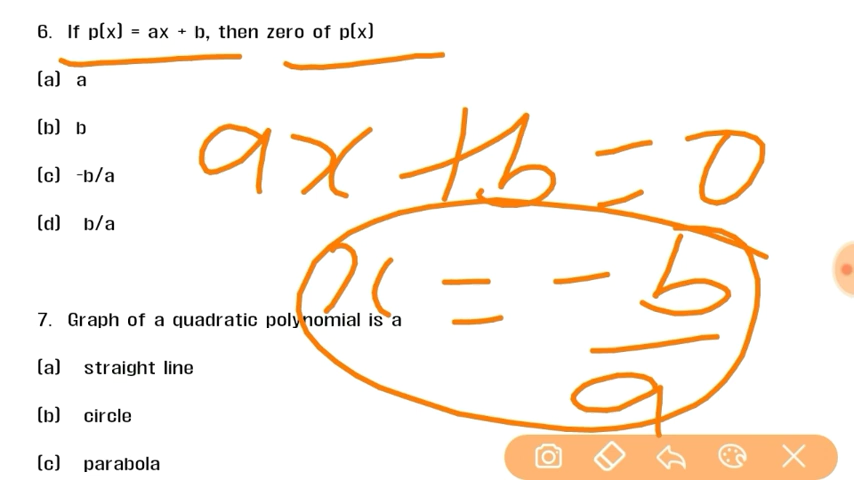 6. If p(x) = ax + b, then zero of p(x)
(a) a
(b) b
(c) -b/a
(d) b/a
ax + b = 0
x = -b/a
7. Graph of a quadratic polynomial is a
(a) straight line
(b) circle
(c) parabola